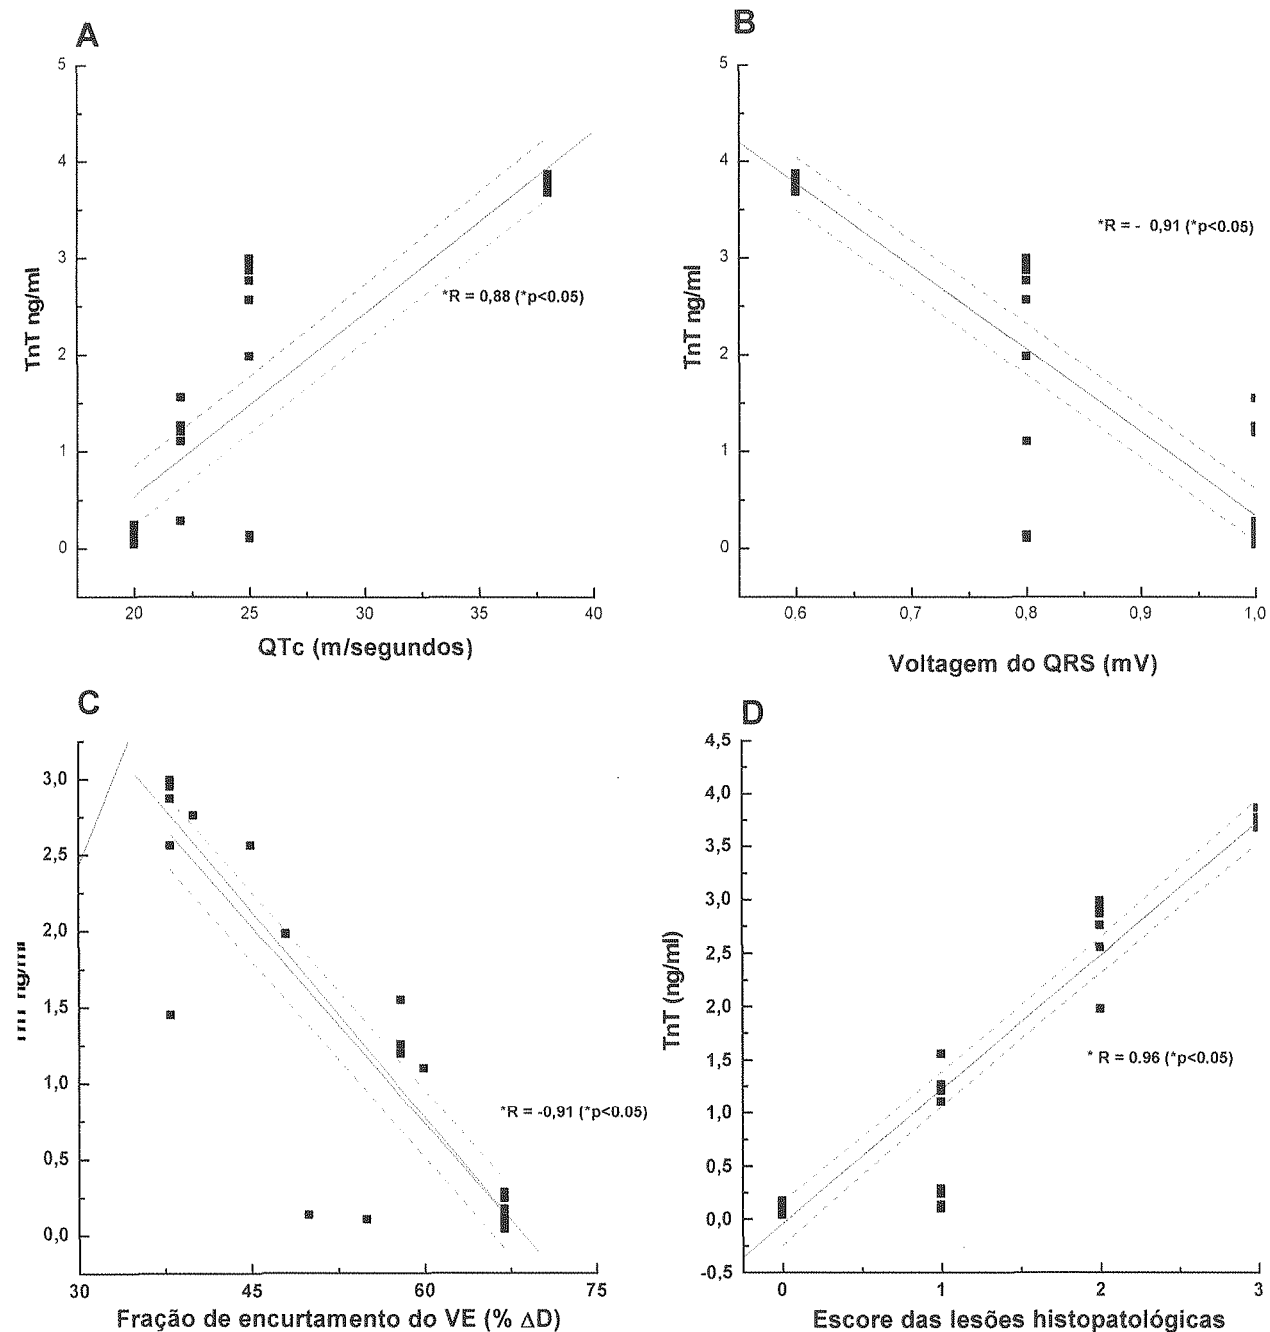 A
5
4
3
2
1
0
TnT ng/ml
*R = 0,88 (*p<0.05)
20 25 30 35 40
QTc (m/segundos)
B
5
4
3
2
1
0
TnT ng/ml
*R = - 0,91 (*p<0.05)
0,6 0,7 0,8 0,9 1,0
Voltagem do QRS (mV)
C
3,0
2,5
2,0
1,5
1,0
0,5
0,0
ng/ml
*R = -0,91 (*p<0.05)
30 45 60 75
Fração de encurtamento do VE (% ΔD)
D
4,5
4,0
3,5
3,0
2,5
2,0
1,5
1,0
0,5
0,0
-0,5
TnT (ng/ml)
* R = 0.96 (*p<0.05)
0 1 2 3
Escore das lesões histopatológicas